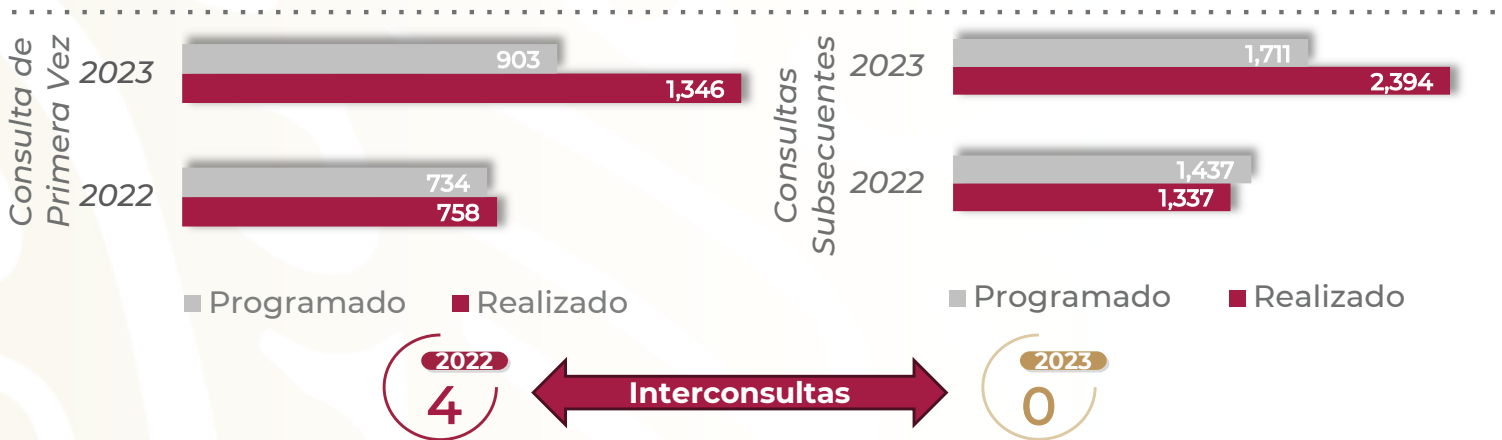 Consulta de
Primera Vez
2023
903
1,346
2022
734
758
Programado
Realizado
Consultas
Subsecuentes
2023
1,711
2,394
2022
1,437
1,337
Programado
Realizado
2022
4
Interconsultas
2023
0